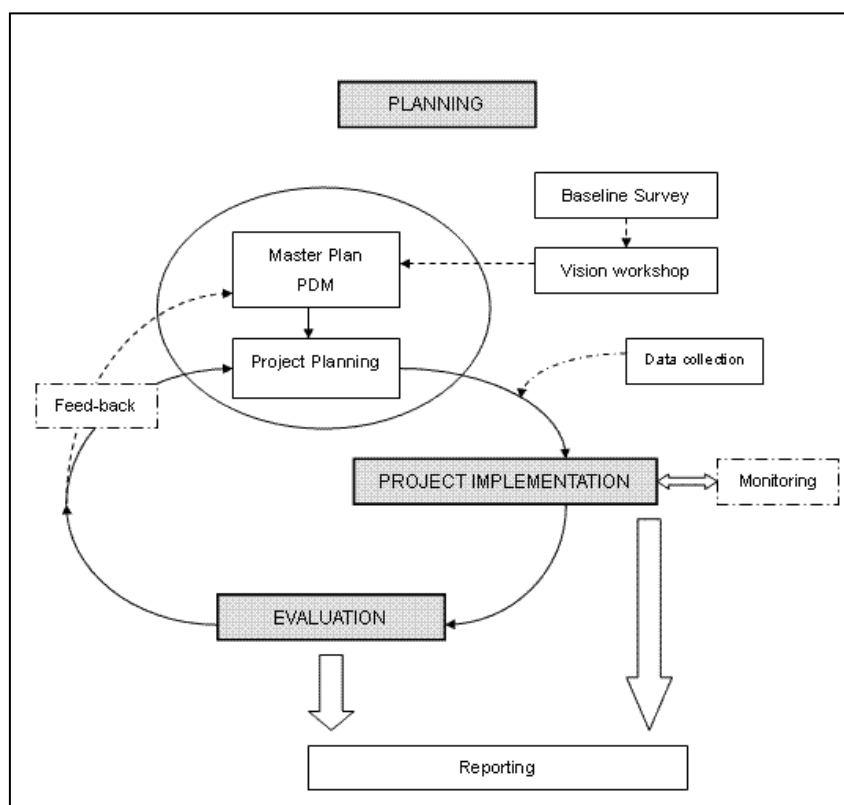 PLANNING
Baseline Survey
Vision workshop
Master Plan
PDM
Project Planning
Data collection
Feed-back
PROJECT IMPLEMENTATION
Monitoring
EVALUATION
Reporting